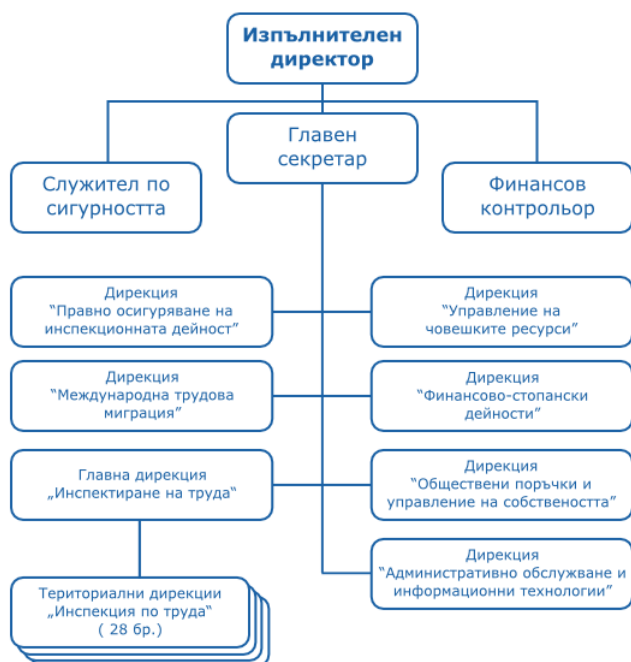 Изпълнителен
директор
Главен
секретар
Служител по
сигурността
Финансов
контрольор
Дирекция
“Правно осигуряване на
инспекционната дейност”
Дирекция
“Управление на
човешките ресурси”
Дирекция
“Международна трудова
миграция”
Дирекция
“Финансово-стопански
дейности”
Главна дирекция
„Инспектиране на труда“
Дирекция
“Обществени поръчки и
управление на собствеността”
Дирекция
“Административно обслужване и
информационни технологии”
Териториални дирекции
„Инспекция по труда“
( 28 бр.)